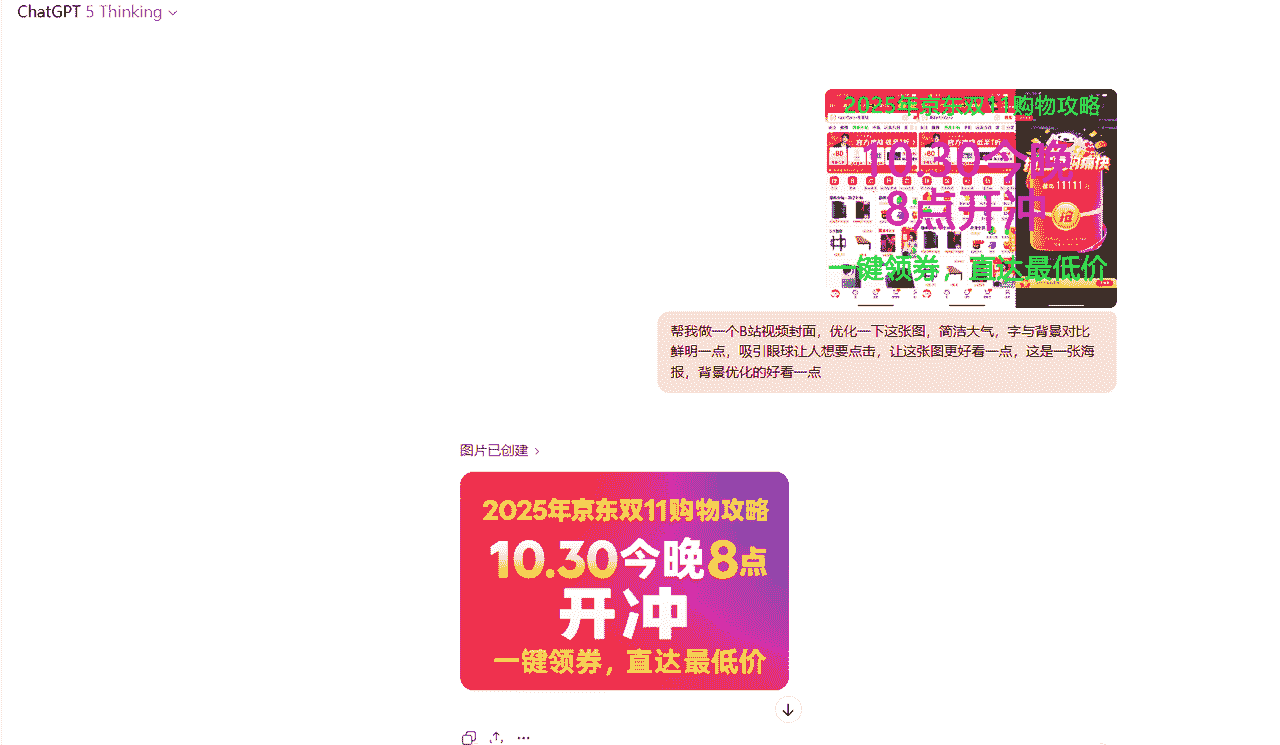 ChatGPT 5 Thinking
2025年京东双11购物攻略
10.30今晚
8点开冲
11111
抢
一键领券，直达最低价
帮我做一个B站视频封面，优化一下这张图，简洁大气，字与背景对比
鲜明一点，吸引眼球让人想要点击，让这张图更好看一点，这是一张海
报，背景优化的好看一点
图片已创建
2025年京东双11购物攻略
10.30今晚8点
开冲
一键领券，直达最低价